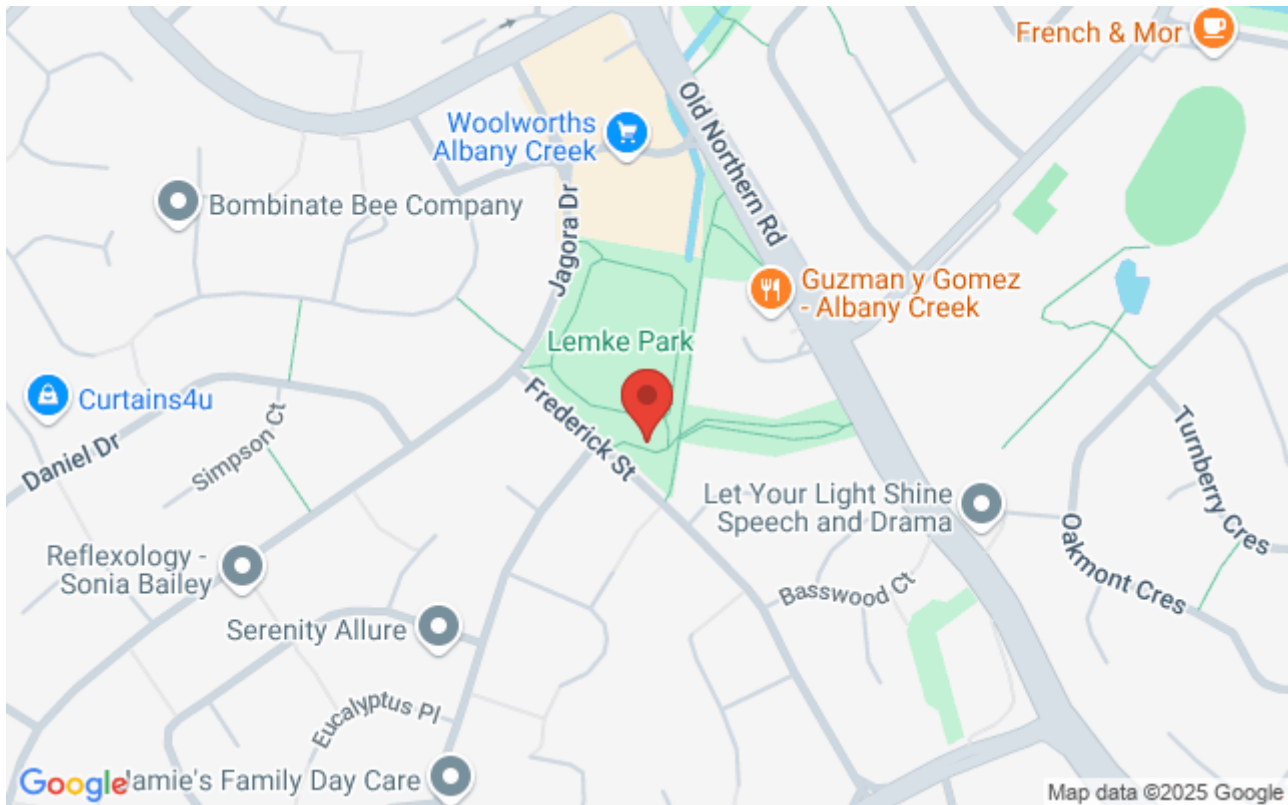 French & Mor
Old Northern Rd
Woolworths
Albany Creek
Bombinate Bee Company
Jagora Dr
Guzman y Gomez
- Albany Creek
Lemke Park
Curtains4u
Daniel Dr
Simpson Ct
Frederick St
Turnberry Cres
Let Your Light Shine
Speech and Drama
Oakmont Cres
Reflexology -
Sonia Bailey
Basswood Ct
Serenity Allure
Eucalyptus Pl
Jamie's Family Day Care
Google
Map data ©2025 Google